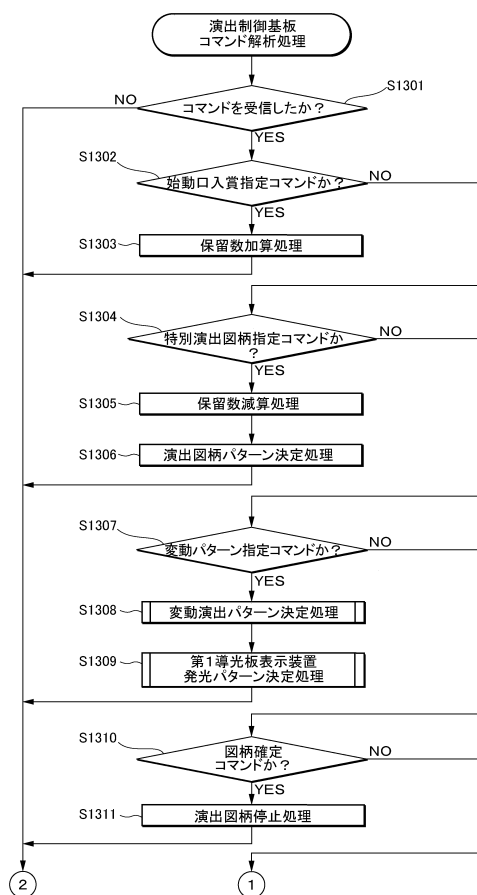 演出制御基板
コマンド解析処理
S1301
NO
コマンドを受信したか？
YES
S1302
始動口入賞指定コマンドか？
NO
YES
S1303
保留数加算処理
S1304
特別演出図柄指定コマンドか
？
NO
YES
S1305
保留数減算処理
S1306
演出図柄パターン決定処理
S1307
変動パターン指定コマンドか？
NO
YES
S1308
変動演出パターン決定処理
S1309
第1導光板表示装置
発光パターン決定処理
S1310
図柄確定
コマンドか？
NO
YES
S1311
演出図柄停止処理
2
1